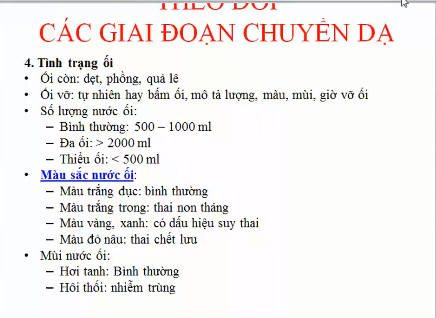 THEO DÕI
CÁC GIAI ĐOẠN CHUYỂN DẠ
4. Tình trạng ối
• Ối còn: dẹt, phồng, quả lê
• Ối vỡ: tự nhiên hay bấm ối, mô tả lượng, màu, mùi, giờ vỡ ối
• Số lượng nước ối:
– Bình thường: 500 – 1000 ml
– Đa ối: > 2000 ml
– Thiểu ối: < 500 ml
• Màu sắc nước ối:
– Màu trắng đục: bình thường
– Màu trắng trong: thai non tháng
– Màu vàng, xanh: có dấu hiệu suy thai
– Màu đỏ nâu: thai chết lưu
• Mùi nước ối:
– Hơi tanh: Bình thường
– Hôi thối: nhiễm trùng